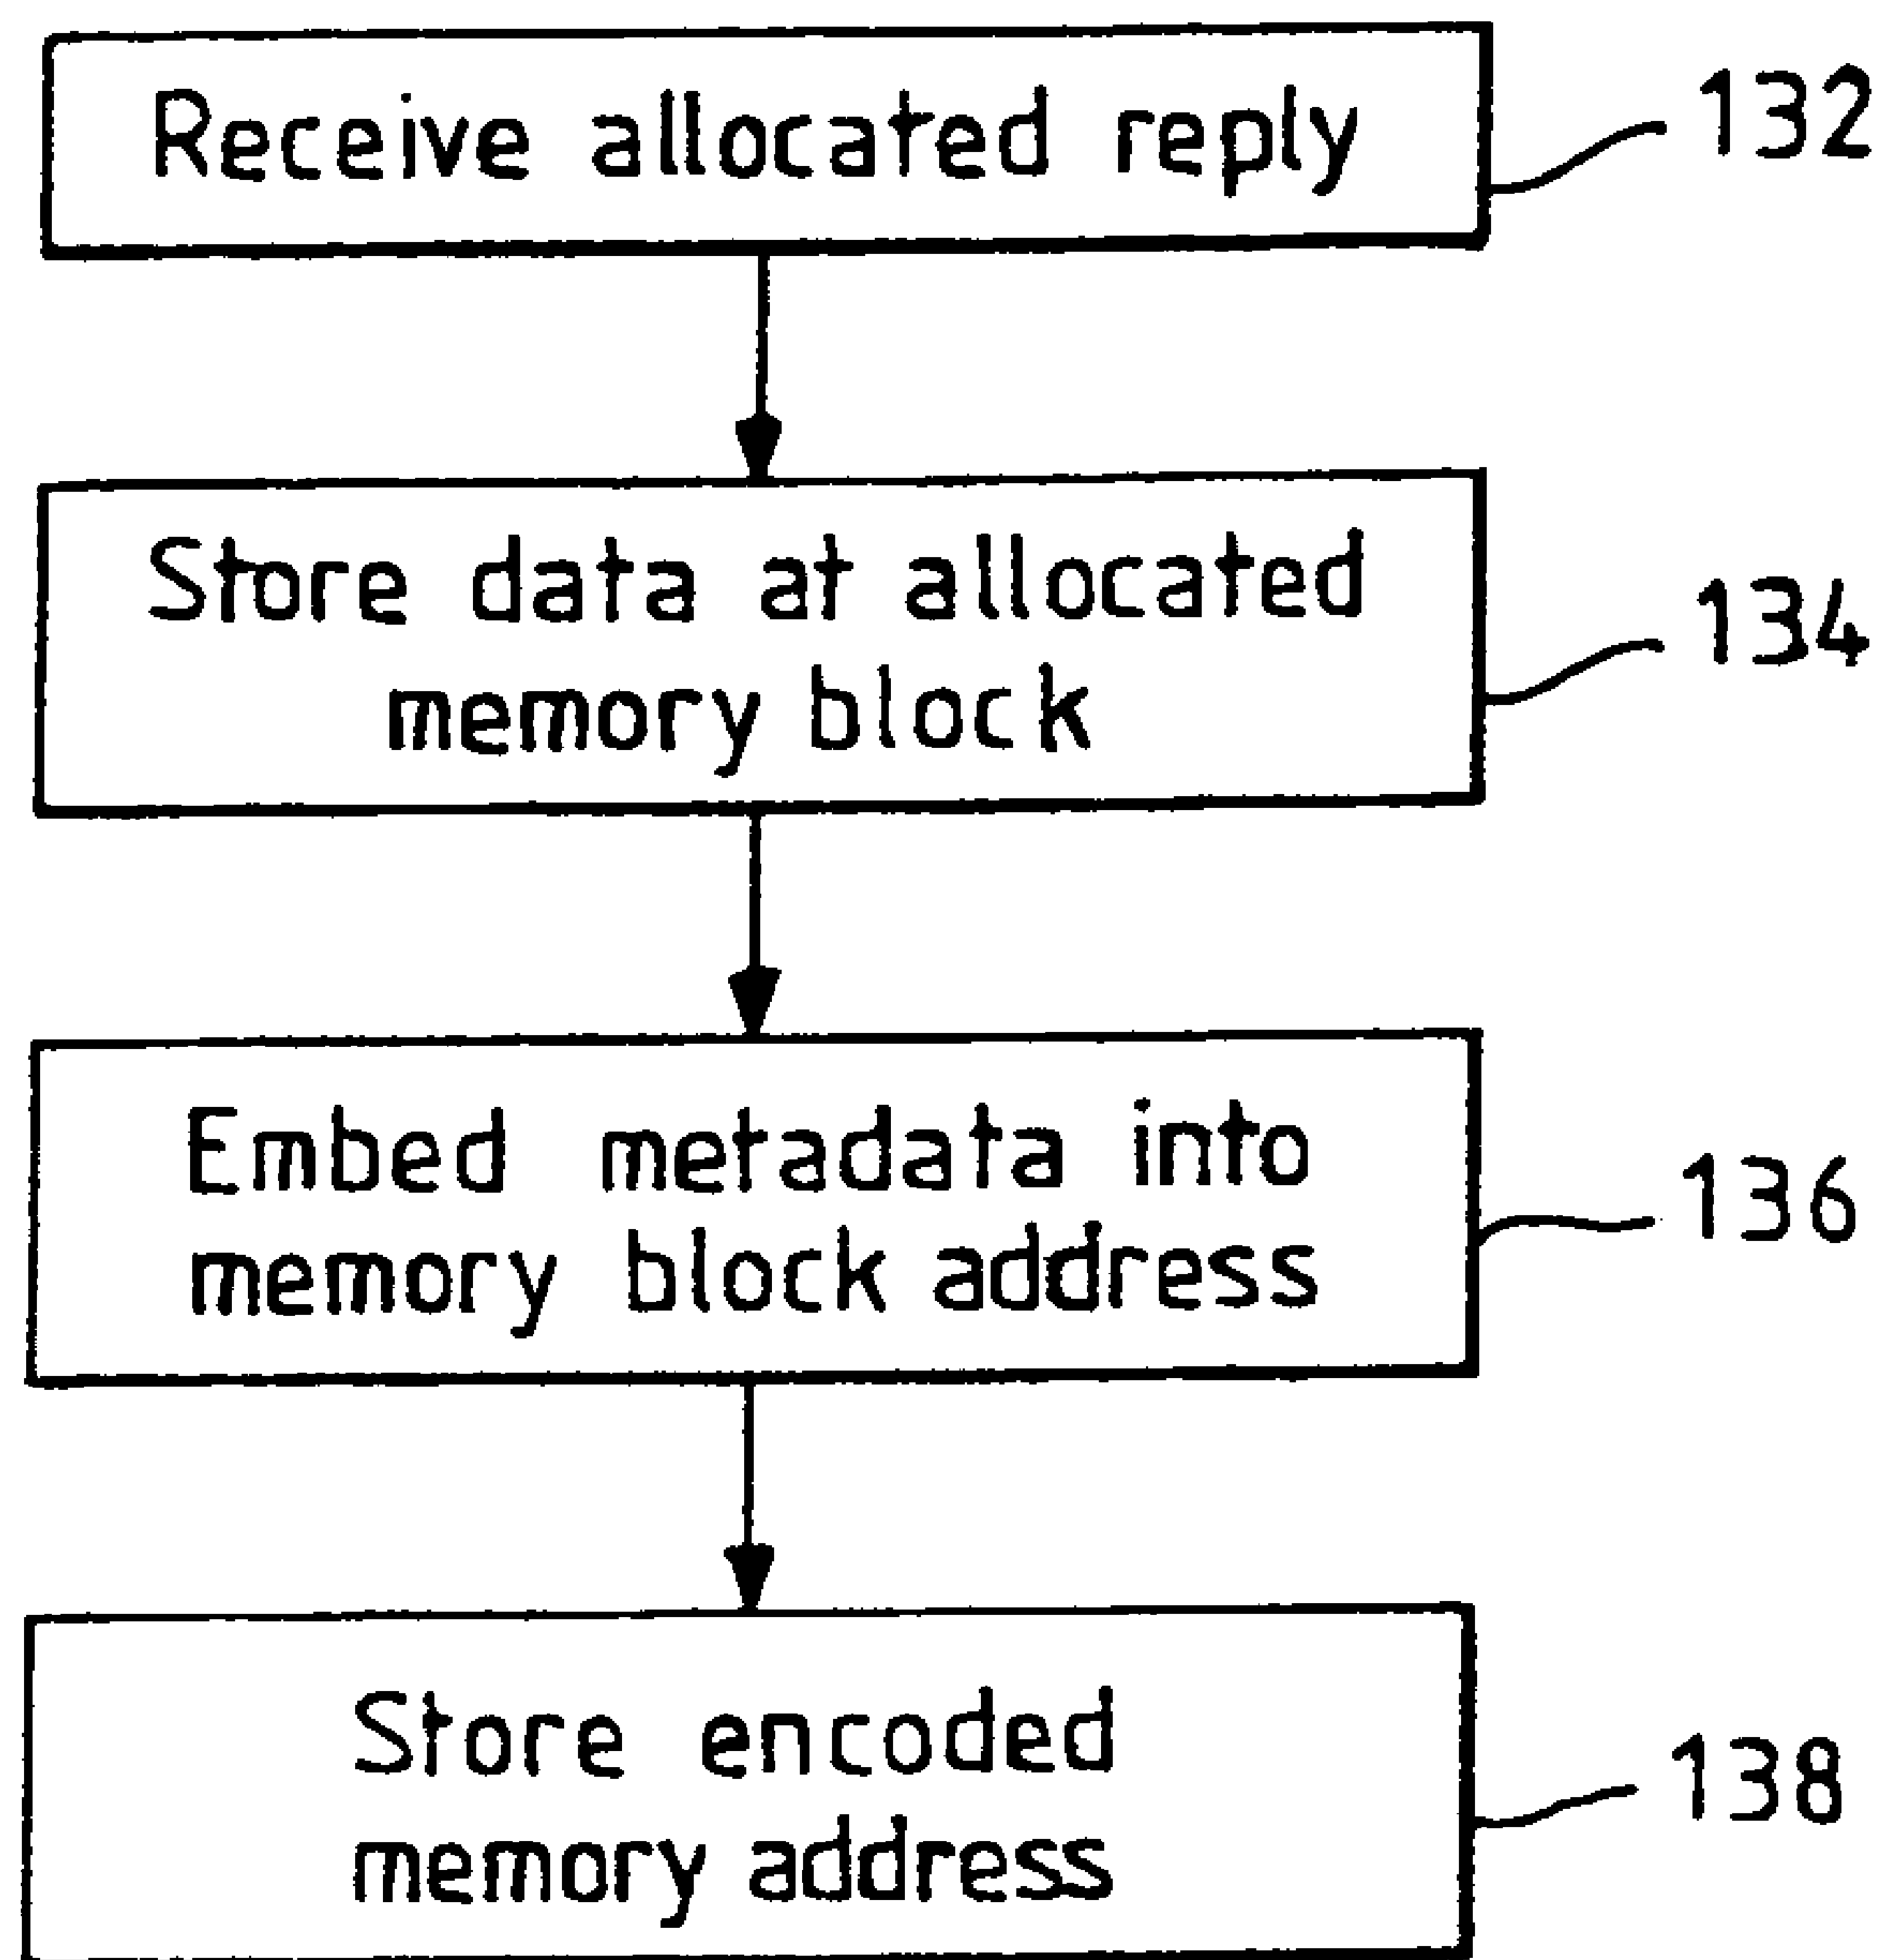 Receive allocated reply
132
Store data at allocated
memory block
134
Embed metadata into
memory block address
136
Store encoded
memory address
138